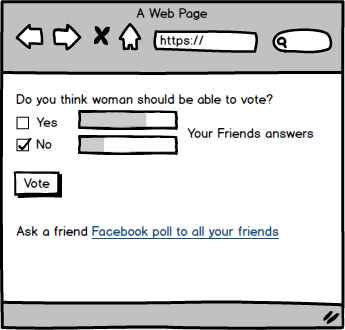 A Web Page
https://
Do you think woman should be able to vote?
Yes
Your Friends answers
No
Vote
Ask a friend Facebook poll to all your friends